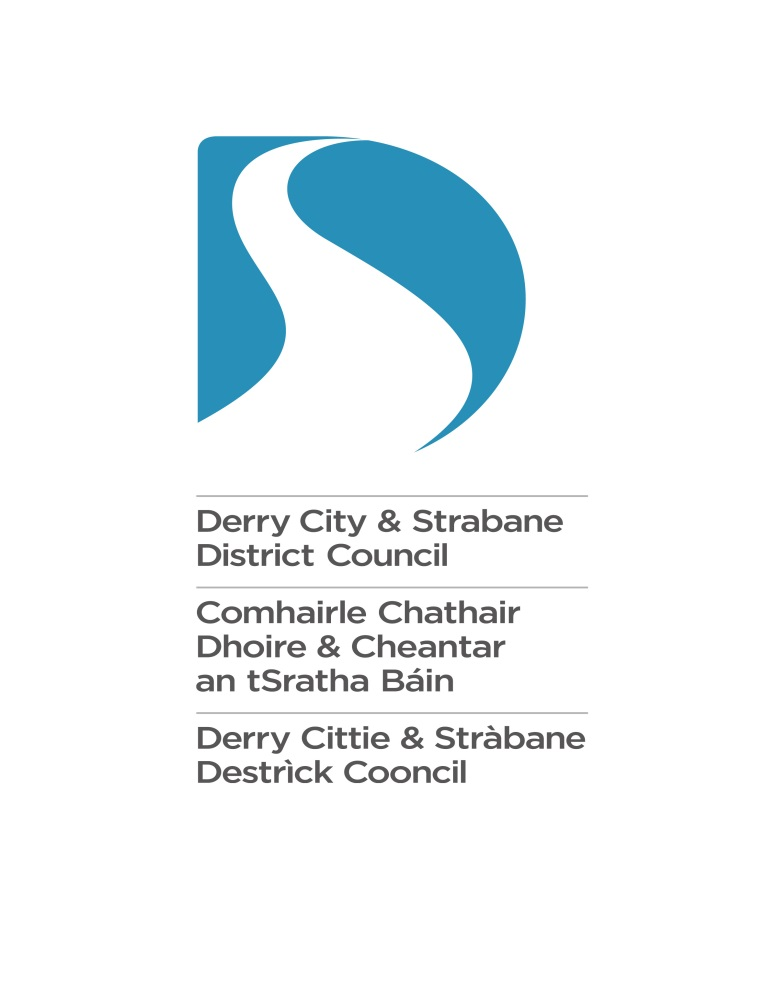 Derry City & Strabane
District Council
Comhairle Chathair
Dhoire & Cheantar
an tSratha Báin
Derry Cittie & Stràbane
Destrìck Cooncil